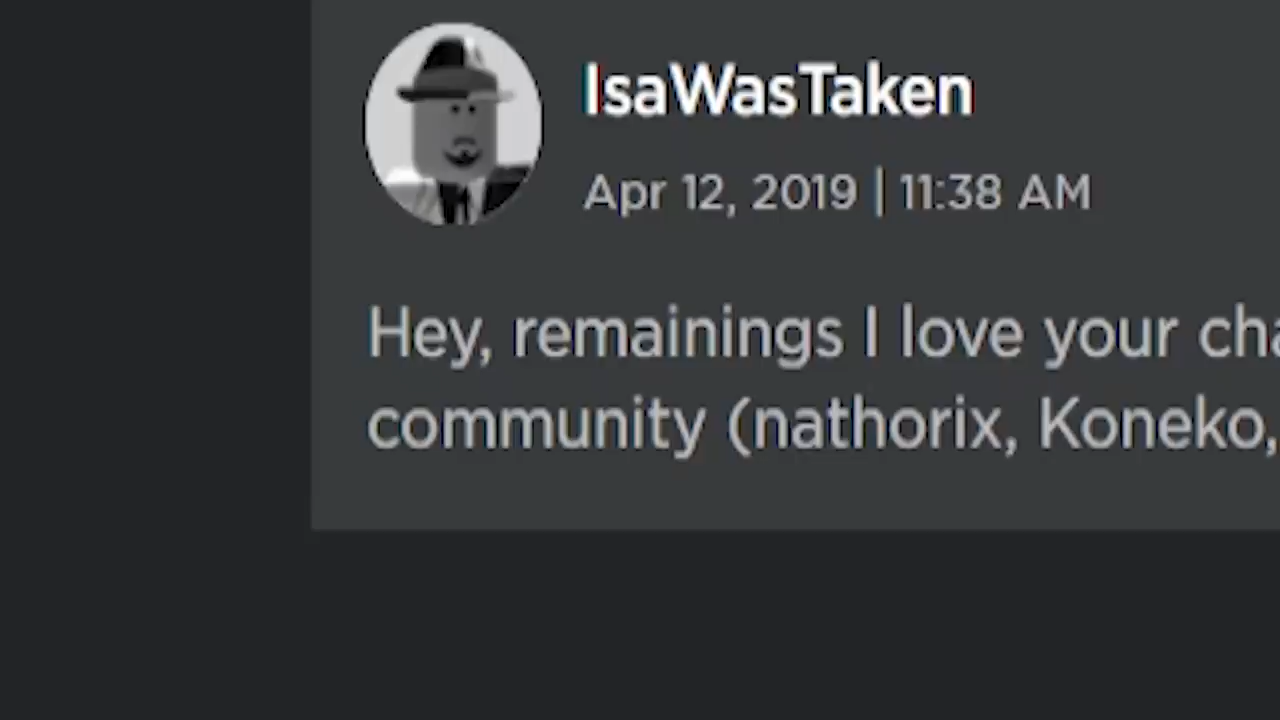 IsaWasTaken
Apr 12, 2019 | 11:38 AM
Hey, remainings I love your
community (nathorix, Koneko,